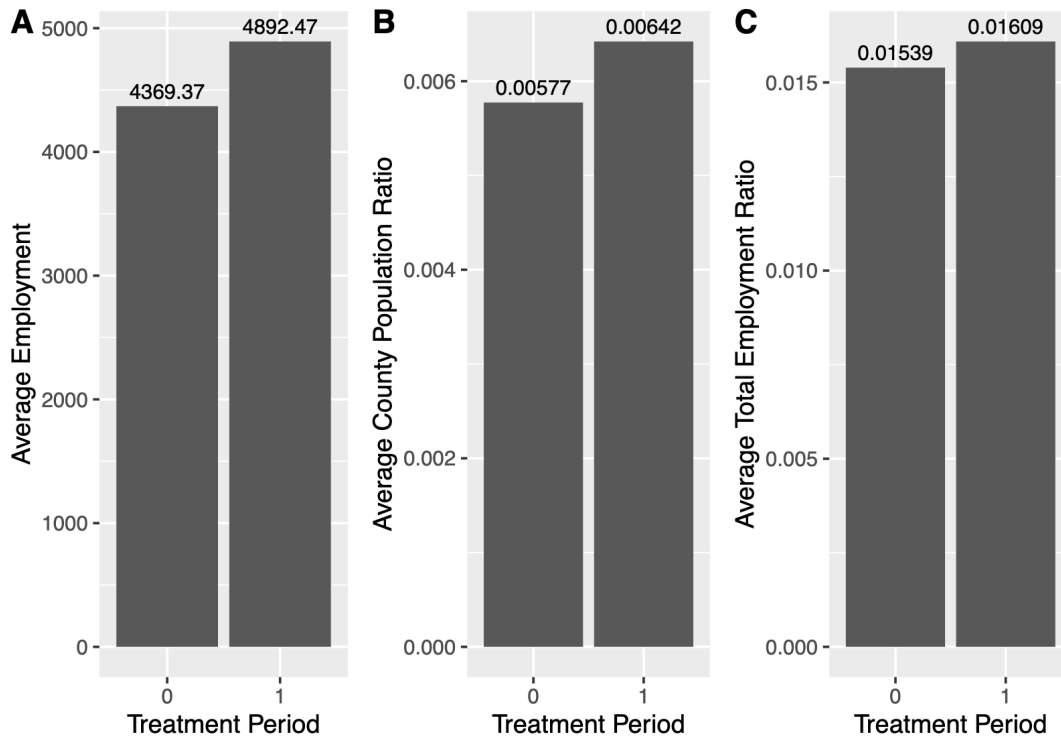 A
Average Employment
5000
4000
3000
2000
1000
0
4369.37
4892.47
0
1
Treatment Period
B
Average County Population Ratio
0.006
0.004
0.002
0.000
0.00577
0.00642
0
1
Treatment Period
C
Average Total Employment Ratio
0.015
0.010
0.005
0.000
0.01539
0.01609
0
1
Treatment Period